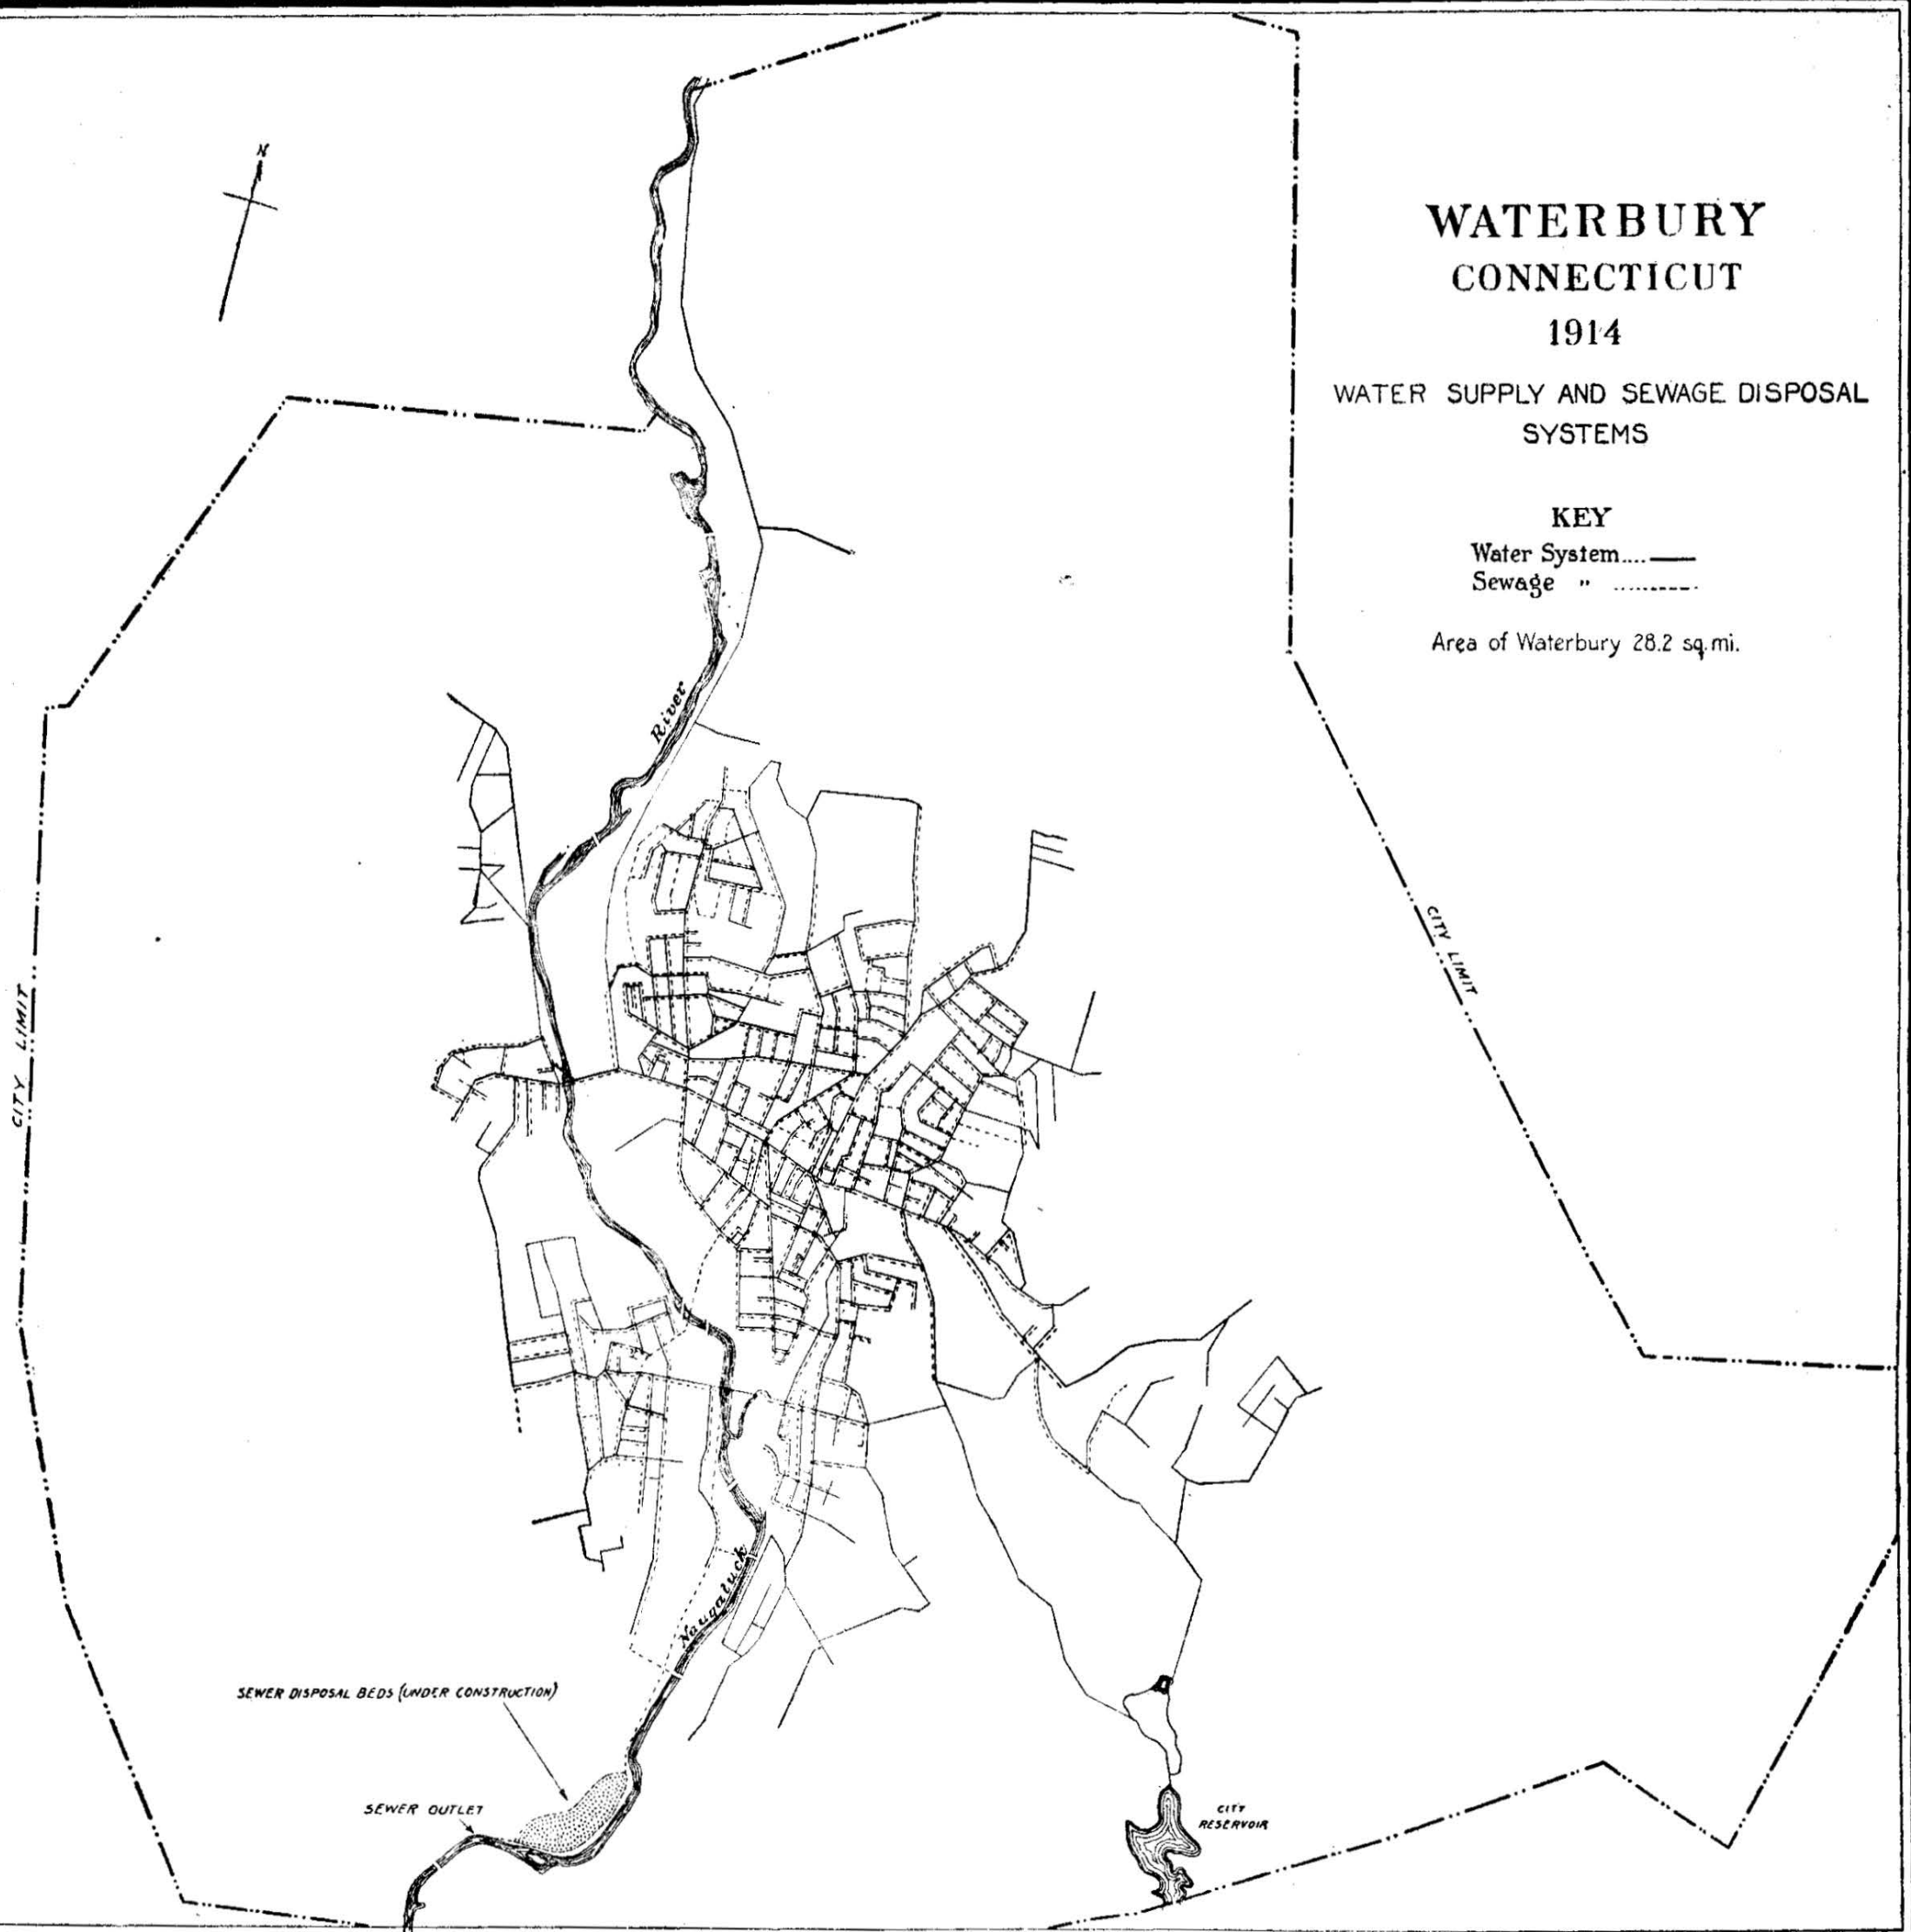 WATERBURY
CONNECTICUT
1914
WATER SUPPLY AND SEWAGE DISPOSAL
SYSTEMS
KEY
Water System....
Sewage "
Area of Waterbury 28.2 sq. mi.
N
River
CITY LIMIT
CITY LIMIT
Naugatuck
SEWER DISPOSAL BEDS (UNDER CONSTRUCTION)
SEWER OUTLET
CITY
RESERVOIR